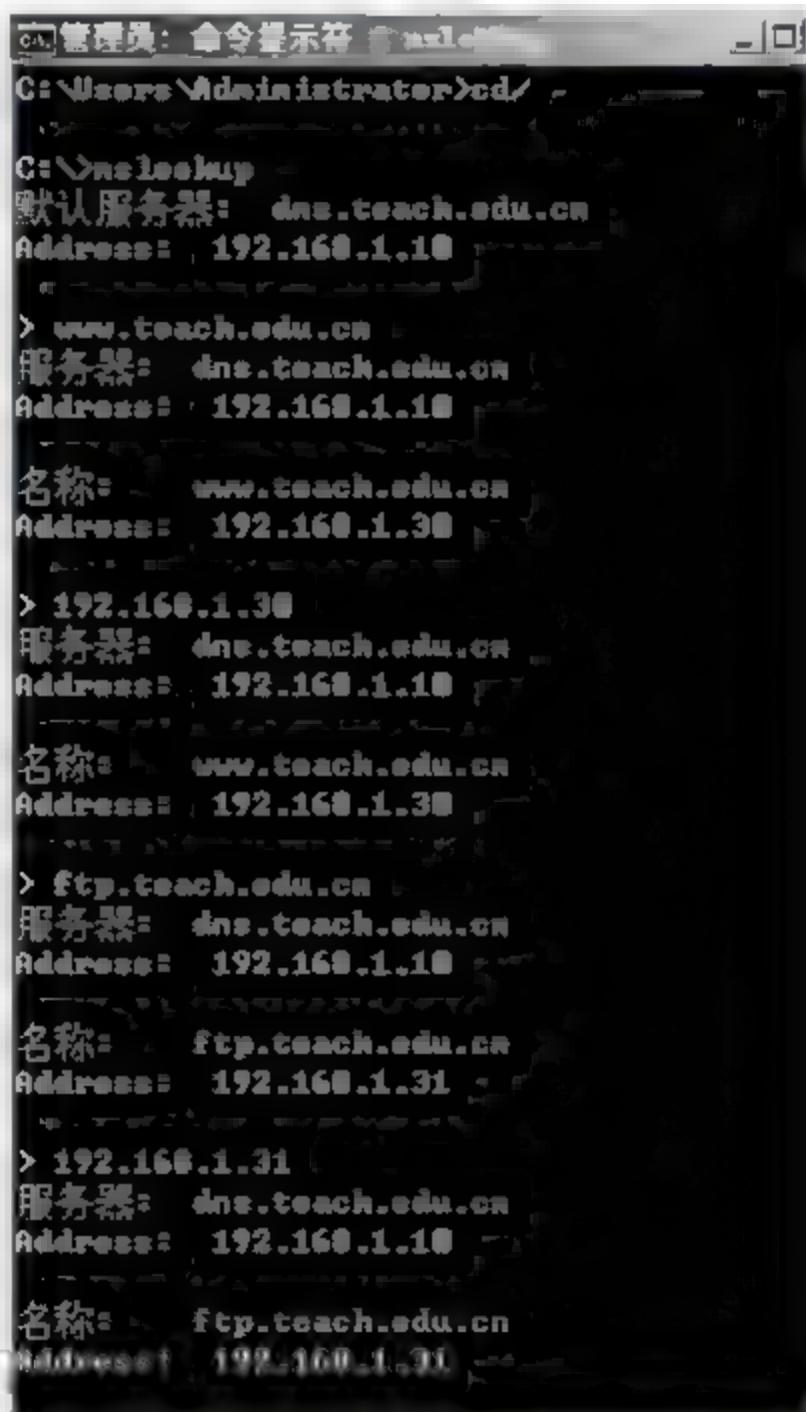 管理员: 命令提示符 - nslo
C:\Users\Administrator>cd/
C:\>nslookup
默认服务器:  dns.teach.edu.cn
Address:  192.168.1.10
> www.teach.edu.cn
服务器:  dns.teach.edu.cn
Address:  192.168.1.10
名称:    www.teach.edu.cn
Address:  192.168.1.30
> 192.168.1.30
服务器:  dns.teach.edu.cn
Address:  192.168.1.10
名称:    www.teach.edu.cn
Address:  192.168.1.30
> ftp.teach.edu.cn
服务器:  dns.teach.edu.cn
Address:  192.168.1.10
名称:    ftp.teach.edu.cn
Address:  192.168.1.31
> 192.168.1.31
服务器:  dns.teach.edu.cn
Address:  192.168.1.10
名称:    ftp.teach.edu.cn
Address:  192.168.1.31